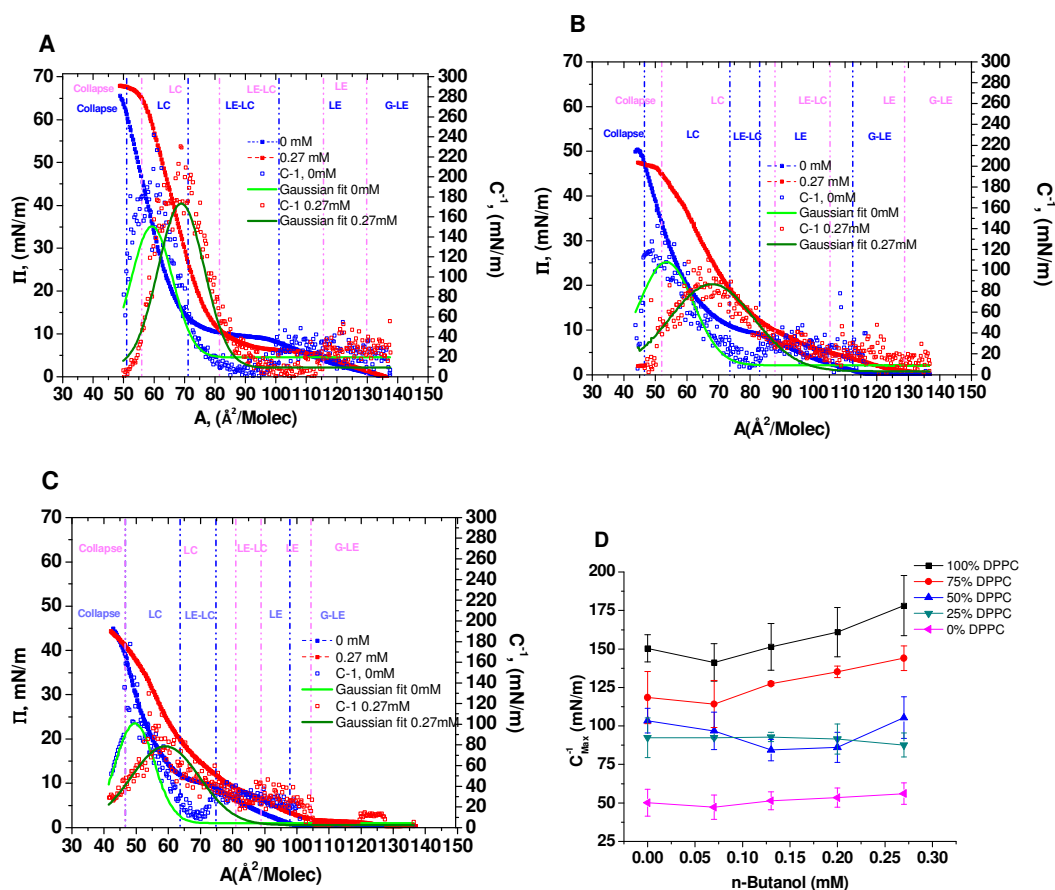 A
70
60
50
40
30
20
10
0
Π, (mN/m)
300
280
260
240
220
200
180
160
140
120
100
80
60
40
20
0
C⁻¹, (mN/m)
Collapse LC LE-LC LE
Collapse LC LE-LC LE G-LE
0 mM
0.27 mM
C-1, 0mM
Gaussian fit 0mM
C-1 0.27mM
Gaussian fit 0.27mM
30 40 50 60 70 80 90 100 110 120 130 140 150
A, (Å²/Molec)
B
70
60
50
40
30
20
10
0
Π, (mN/m)
300
280
260
240
220
200
180
160
140
120
100
80
60
40
20
0
C⁻¹, (mN/m)
Collapse LC LE-LC LE G-LE
Collapse LC LE-LC LE G-LE
0 mM
0.27 mM
C-1, 0mM
Gaussian fit 0mM
C-1 0.27mM
Gaussian fit 0.27mM
30 40 50 60 70 80 90 100 110 120 130 140 150
A(Å²/Molec)
C
70
60
50
40
30
20
10
0
Π, mN/m
300
280
260
240
220
200
180
160
140
120
100
80
60
40
20
0
C⁻¹, (mN/m)
Collapse LC LE-LC LE G-LE
Collapse LC LE-LC LE G-LE
0 mM
0.27 mM
C-1, 0mM
Gaussian fit 0mM
C-1 0.27mM
Gaussian fit 0.27mM
30 40 50 60 70 80 90 100 110 120 130 140 150
A(Å²/Molec)
D
200
175
150
125
100
75
50
25
C⁻¹Max (mN/m)
100% DPPC
75% DPPC
50% DPPC
25% DPPC
0% DPPC
0.00 0.05 0.10 0.15 0.20 0.25 0.30
n-Butanol (mM)